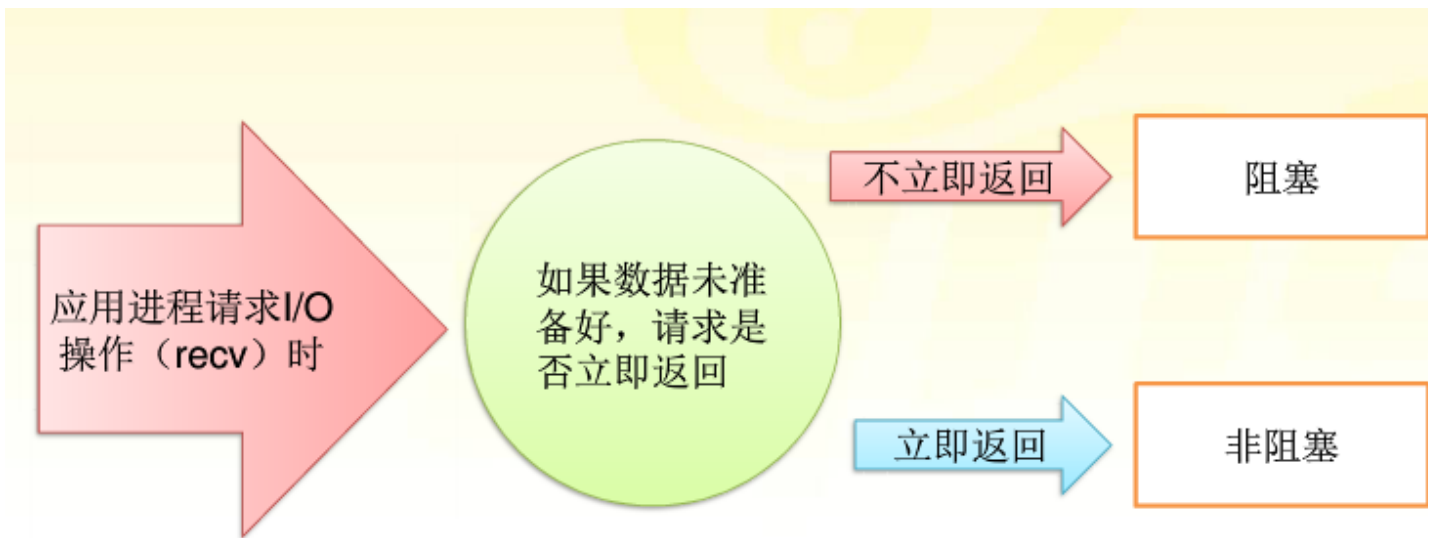 应用进程请求I/O
操作（recv）时
如果数据未准
备好，请求是
否立即返回
不立即返回
阻塞
立即返回
非阻塞